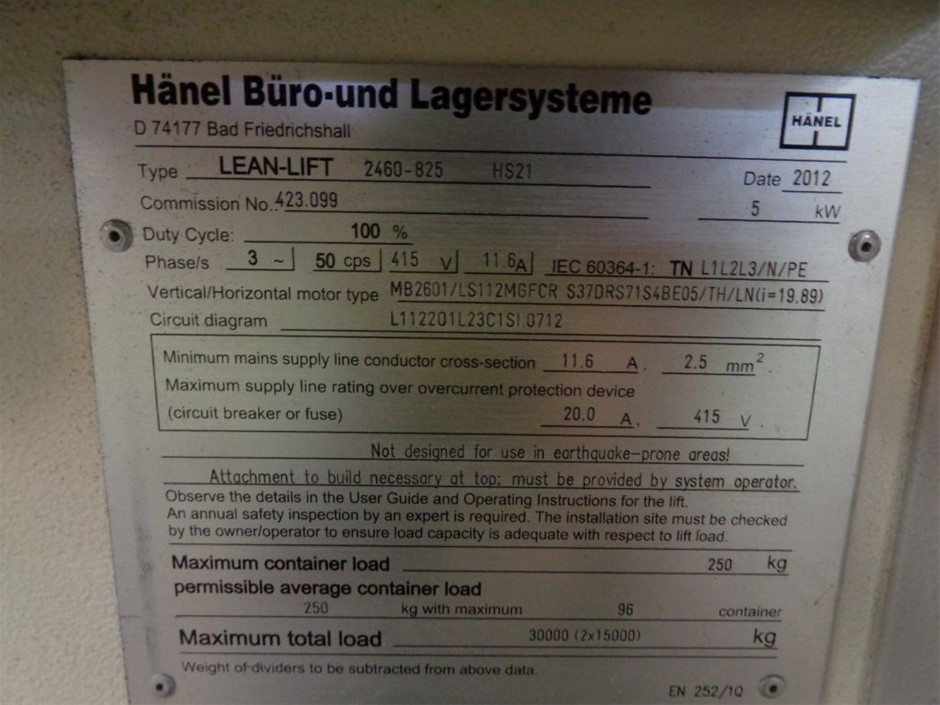 Hänel Büro-und Lagersysteme
D 74177 Bad Friedrichshall
HÄNEL
Type LEAN-LIFT 2460-825 HS21 Date 2012
Commission No. 423.099 5 kW
Duty Cycle: 100 %
Phase/s 3 ~ 50 cps 415 V 11.6A IEC 60364-1: TN L1L2L3/N/PE
Vertical/Horizontal motor type MB2601/LS112MGFCR S37DRS71S4BE05/TH/LN(i=19.89)
Circuit diagram L112201L23C1SI.0712
Minimum mains supply line conductor cross-section 11.6 A. 2.5 mm².
Maximum supply line rating over overcurrent protection device
(circuit breaker or fuse) 20.0 A. 415 V.
Not designed for use in earthquake-prone areas!
Attachment to build necessary at top; must be provided by system operator.
Observe the details in the User Guide and Operating Instructions for the lift.
An annual safety inspection by an expert is required. The installation site must be checked
by the owner/operator to ensure load capacity is adequate with respect to lift load.
Maximum container load 250 kg
permissible average container load
250 kg with maximum 96 container
Maximum total load 30000 (2x15000) kg
Weight of dividers to be subtracted from above data.
EN 252/1Q